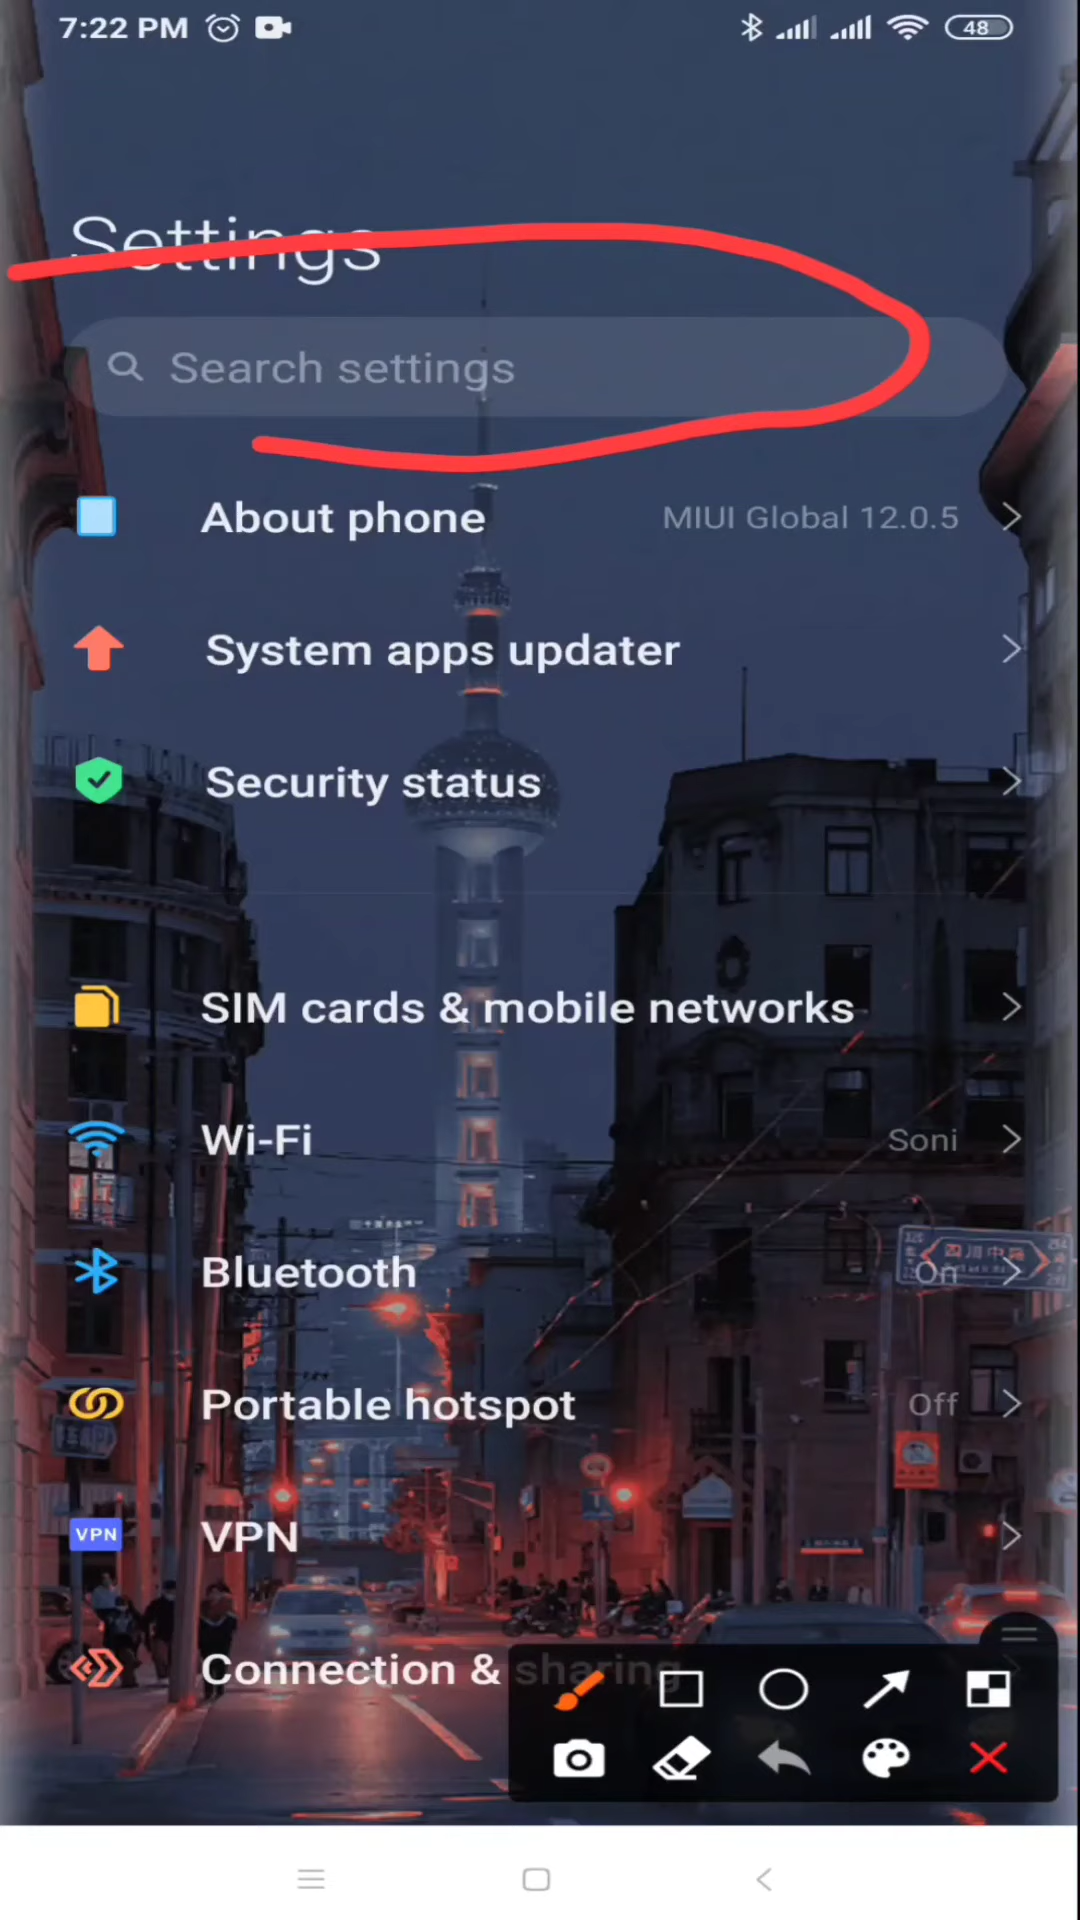 7:22 PM 48
Settings
Search settings
About phone MIUI Global 12.0.5
System apps updater
Security status
SIM cards & mobile networks
Wi-Fi Soni
Bluetooth On
Portable hotspot Off
VPN VPN
Connection & sharing